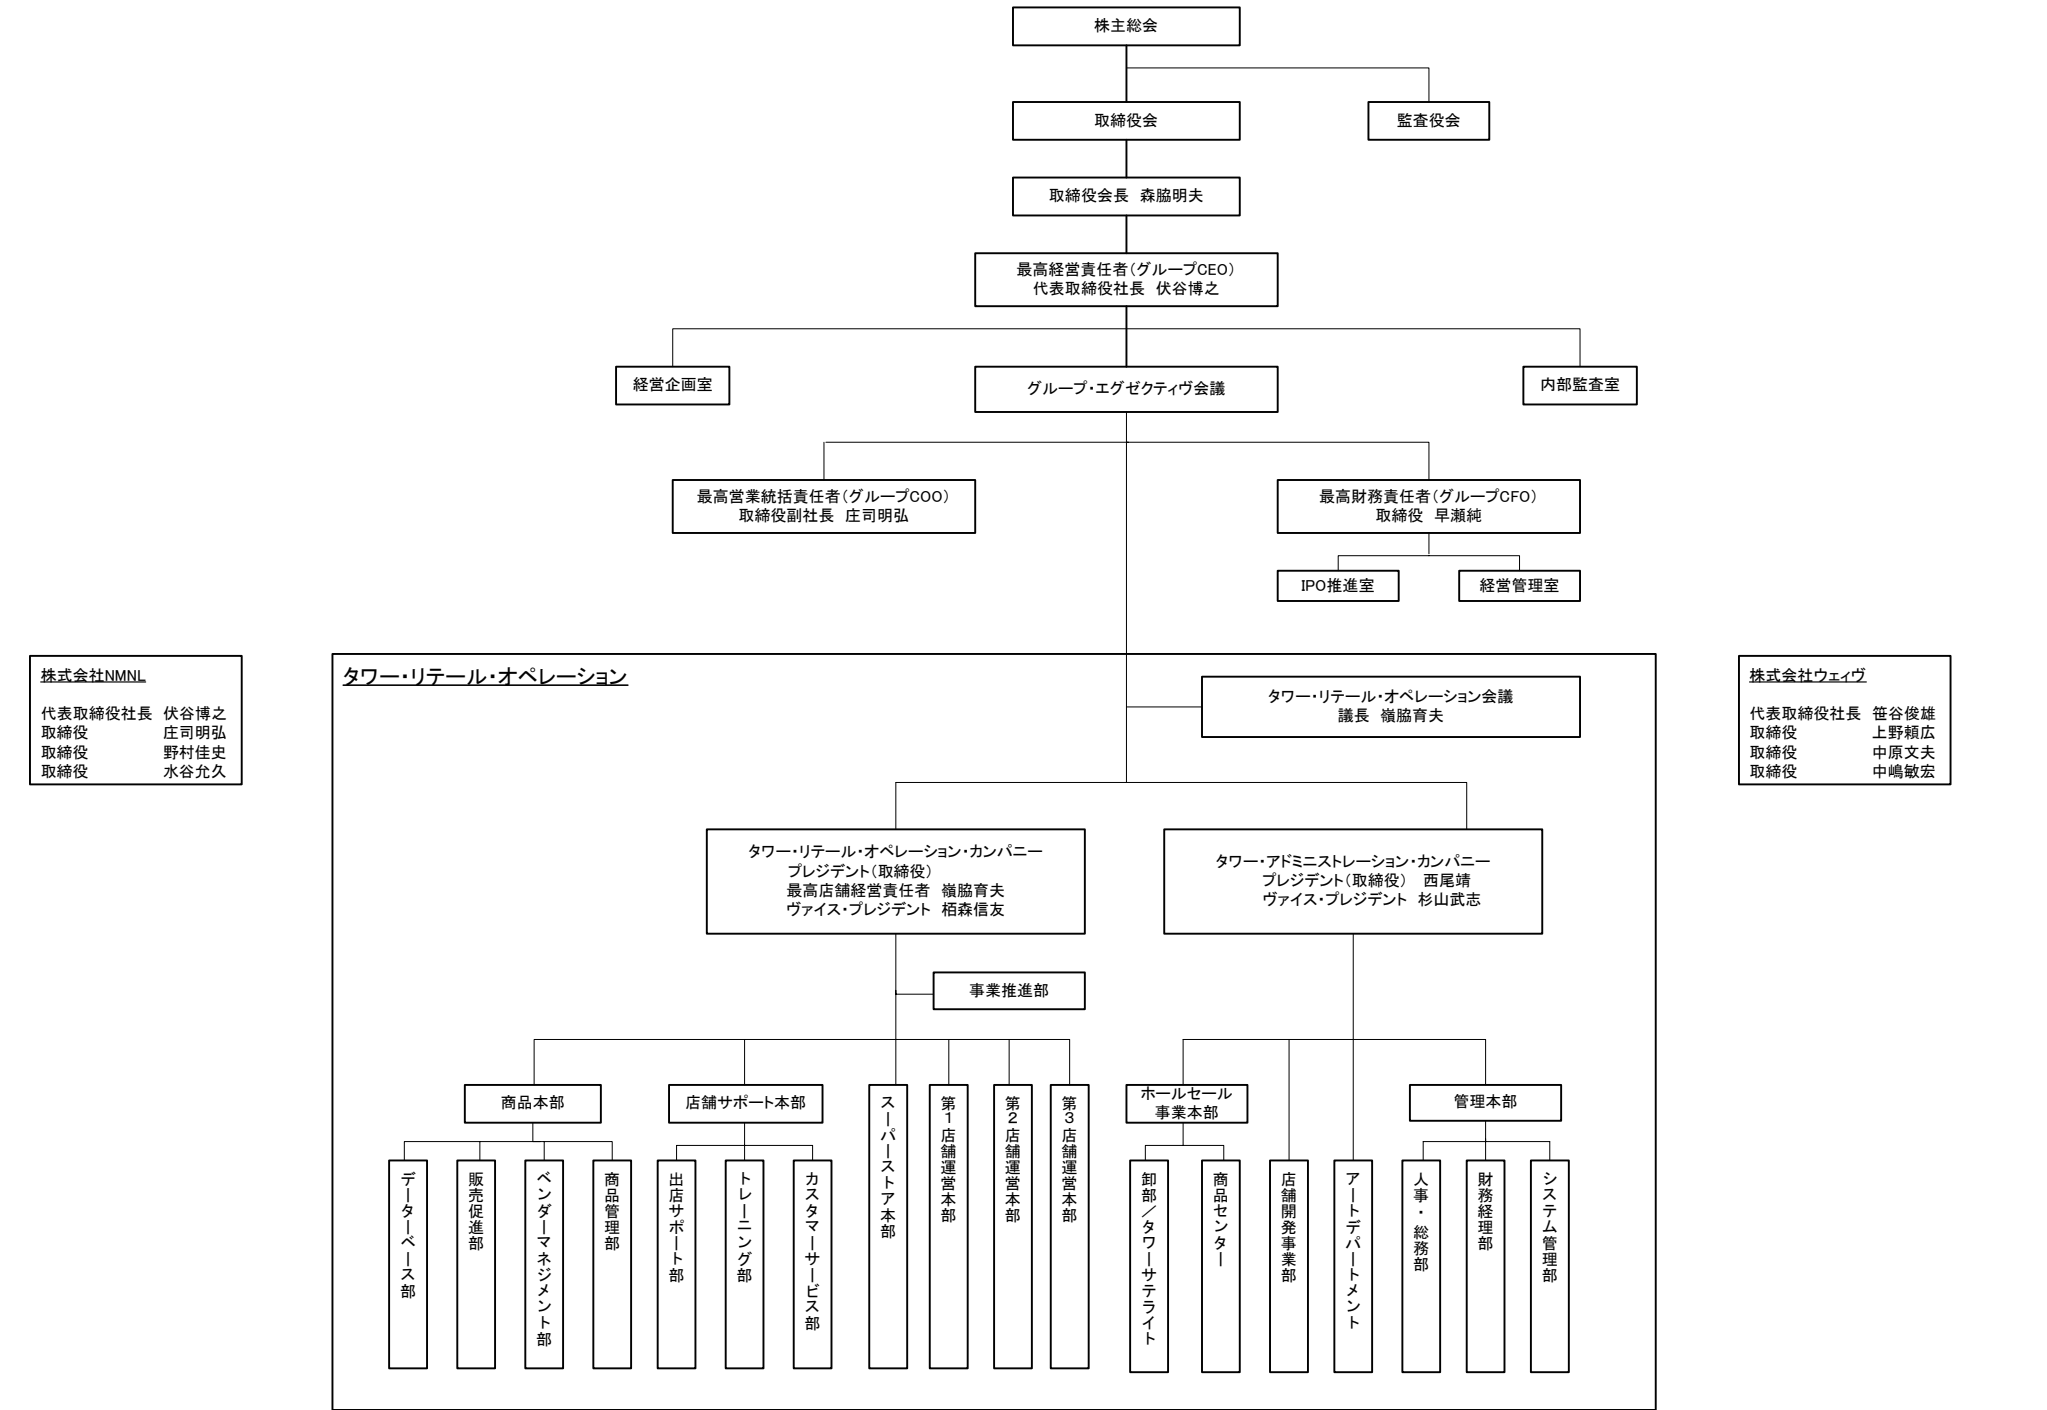 株主総会
取締役会
監査役会
取締役会長　森脇明夫
最高経営責任者（グループCEO）
代表取締役社長　伏谷博之
経営企画室
グループ・エグゼクティヴ会議
内部監査室
最高営業統括責任者（グループCOO）
取締役副社長　庄司明弘
最高財務責任者（グループCFO）
取締役　早瀬純
IPO推進室
経営管理室
株式会社NMNL
代表取締役社長　伏谷博之
取締役　庄司明弘
取締役　野村佳史
取締役　水谷允久
タワー・リテール・オペレーション
タワー・リテール・オペレーション会議
議長　嶺脇育夫
株式会社ウェィヴ
代表取締役社長　笹谷俊雄
取締役　上野頼広
取締役　中原文夫
取締役　中嶋敏宏
タワー・リテール・オペレーション・カンパニー
プレジデント（取締役）
最高店舗経営責任者　嶺脇育夫
ヴァイス・プレジデント　栢森信友
タワー・アドミニストレーション・カンパニー
プレジデント（取締役）　西尾靖
ヴァイス・プレジデント　杉山武志
事業推進部
商品本部
店舗サポート本部
スーパーストア本部
第１店舗運営本部
第２店舗運営本部
第３店舗運営本部
ホールセール
事業本部
管理本部
データーベース部
販売促進部
ベンダーマネジメント部
商品管理部
出店サポート部
トレーニング部
カスタマーサービス部
卸部／タワーサテライト
商品センター
店舗開発事業部
アートデパートメント
人事・総務部
財務経理部
システム管理部